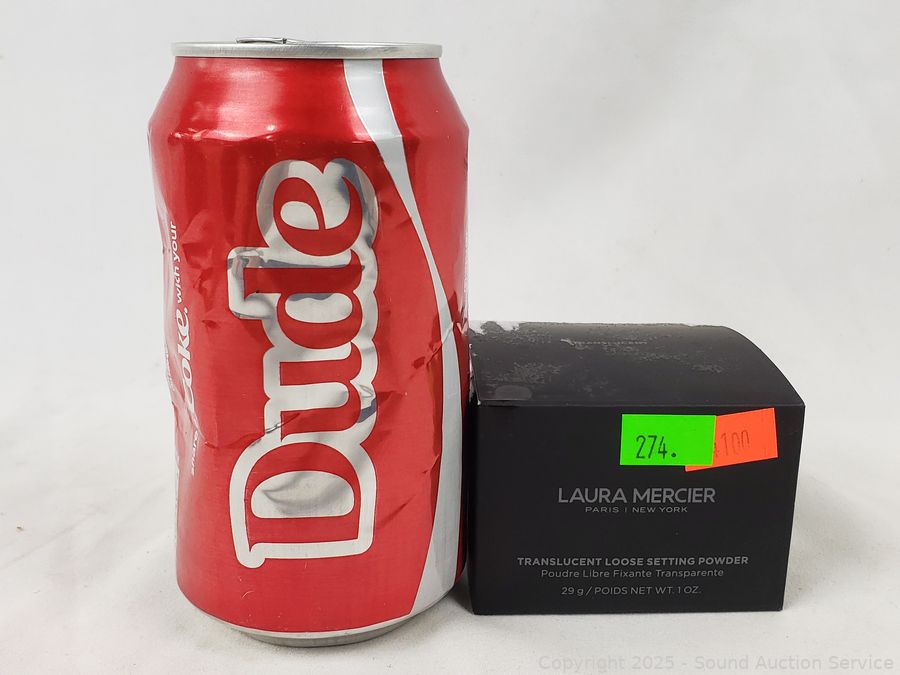 Dude
Coke. with your
TRANSLUCENT
274.
100
LAURA MERCIER
PARIS | NEW YORK
TRANSLUCENT LOOSE SETTING POWDER
Poudre Libre Fixante Transparente
29 g / POIDS NET WT. 1 OZ.
Copyright 2025 - Sound Auction Service